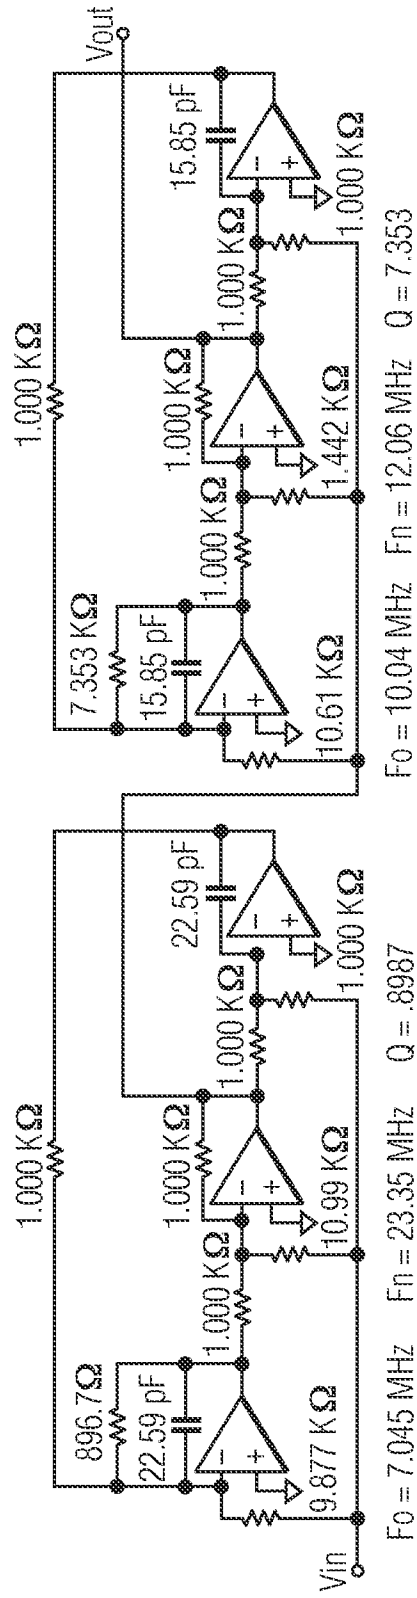 Vin
1.000 KΩ
896.7Ω
22.59 pF
9.877 KΩ
1.000 KΩ
1.000 KΩ
10.99 KΩ
1.000 KΩ
22.59 pF
1.000 KΩ
Fo = 7.045 MHz Fn = 23.35 MHz Q = .8987
1.000 KΩ
7.353 KΩ
15.85 pF
10.61 KΩ
1.000 KΩ
1.000 KΩ
1.442 KΩ
1.000 KΩ
15.85 pF
1.000 KΩ
Vout
Fo = 10.04 MHz Fn = 12.06 MHz Q = 7.353